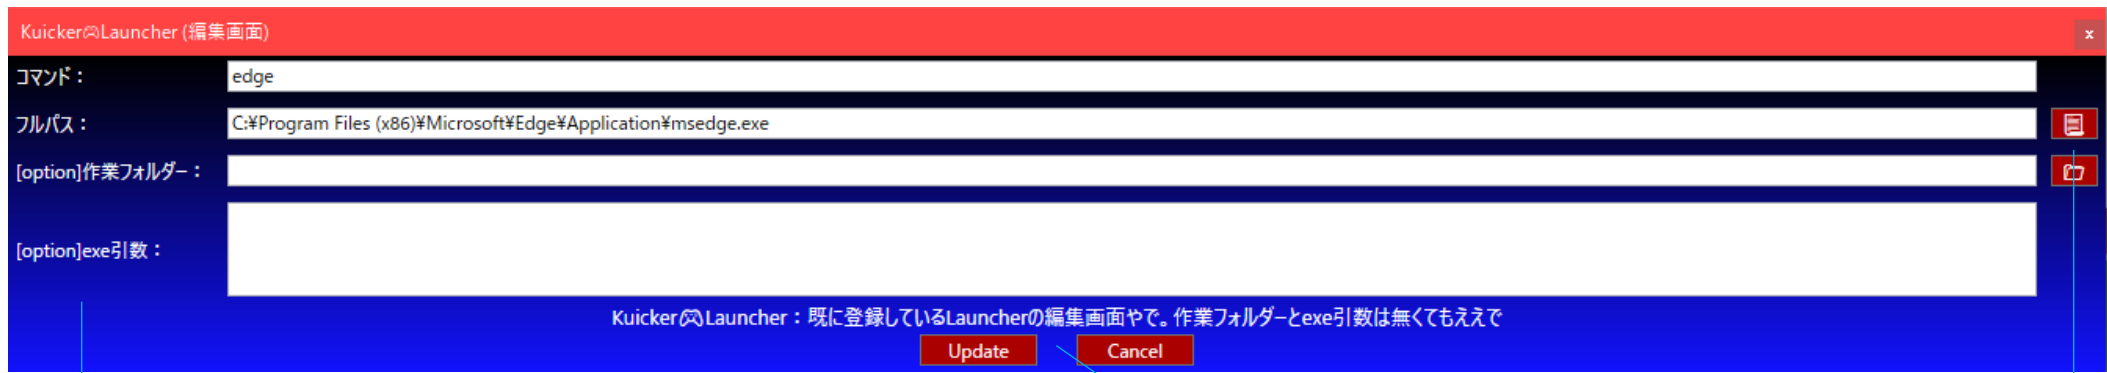 Kuicker🎮Launcher (編集画面)
x
コマンド： edge
フルパス： C:¥Program Files (x86)¥Microsoft¥Edge¥Application¥msedge.exe
[option]作業フォルダー：
[option]exe引数：
Kuicker🎮Launcher：既に登録しているLauncherの編集画面やで。作業フォルダーとexe引数は無くてもええで
Update Cancel